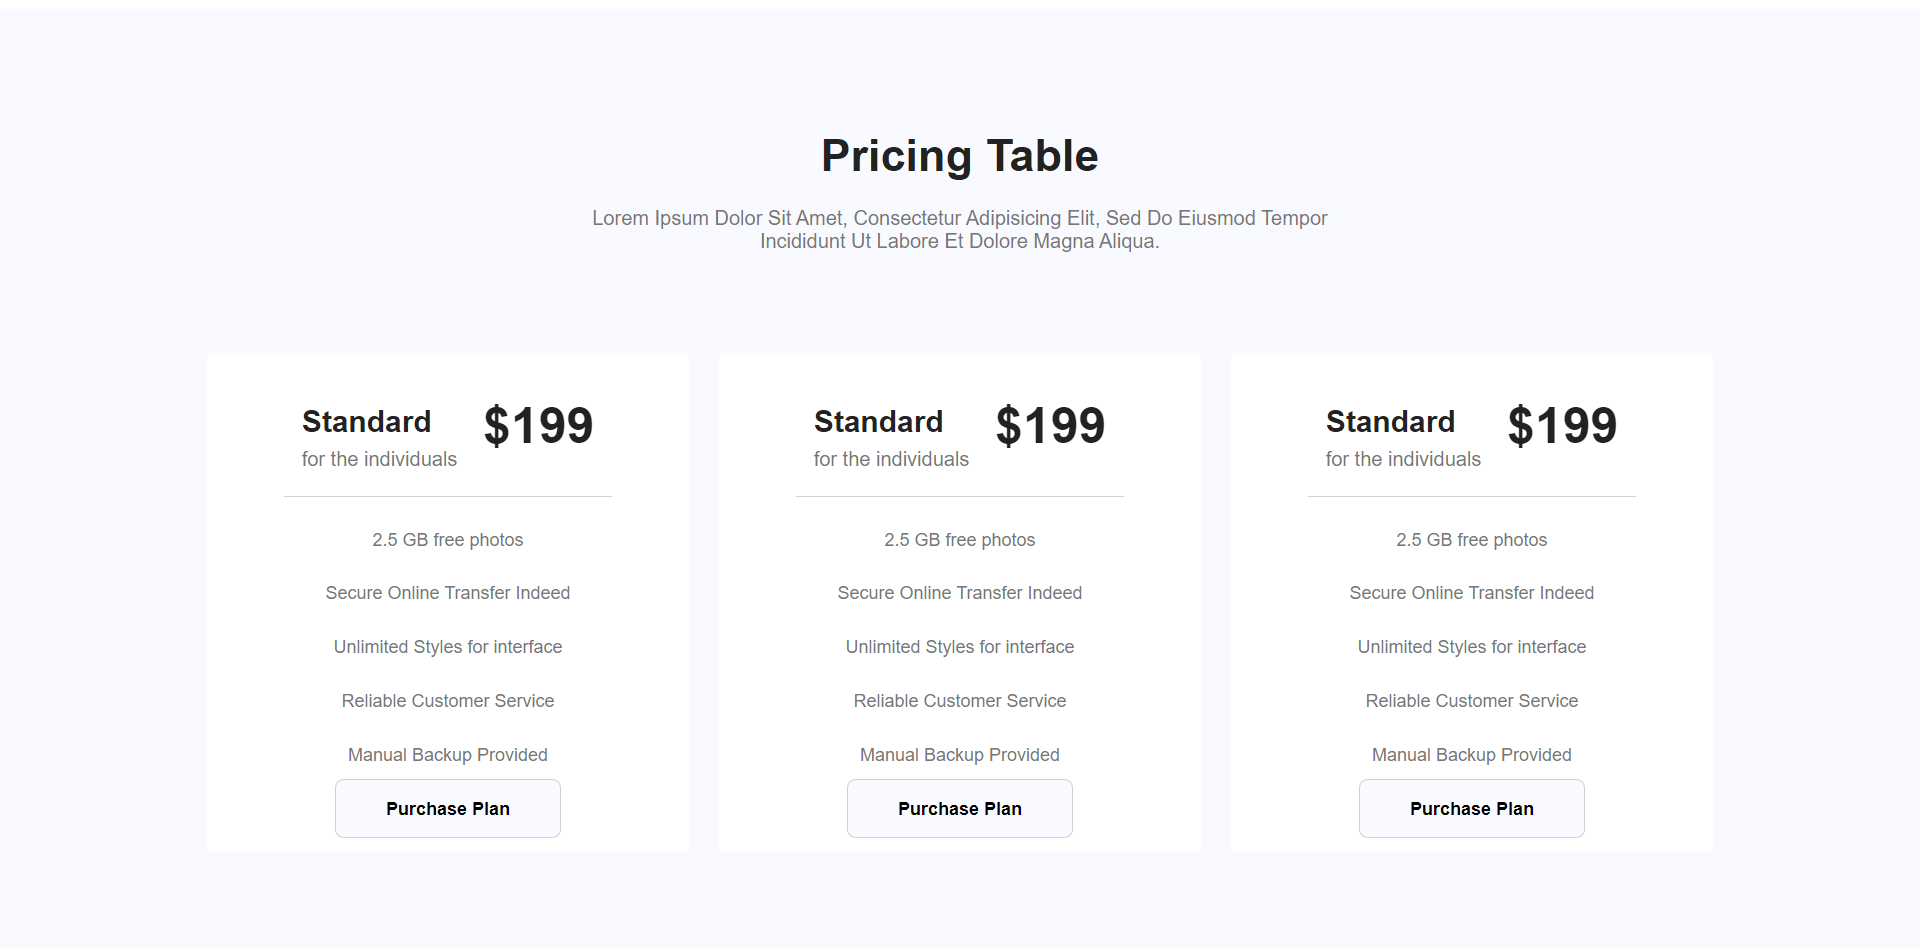 Pricing Table
Lorem Ipsum Dolor Sit Amet, Consectetur Adipisicing Elit, Sed Do Eiusmod Tempor
Incididunt Ut Labore Et Dolore Magna Aliqua.
Standard
$199
for the individuals
2.5 GB free photos
Secure Online Transfer Indeed
Unlimited Styles for interface
Reliable Customer Service
Manual Backup Provided
Purchase Plan
Standard
$199
for the individuals
2.5 GB free photos
Secure Online Transfer Indeed
Unlimited Styles for interface
Reliable Customer Service
Manual Backup Provided
Purchase Plan
Standard
$199
for the individuals
2.5 GB free photos
Secure Online Transfer Indeed
Unlimited Styles for interface
Reliable Customer Service
Manual Backup Provided
Purchase Plan